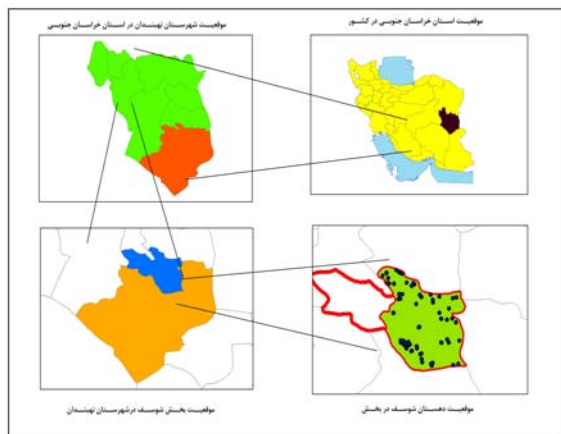 موقعیت استان خراسان جنوبی در کشور
موقعیت شهرستان نهبندان در استان خراسان جنوبی
موقعیت دهستان شوسف در بخش
موقعیت بخش شوسف درشهرستان نهبندان